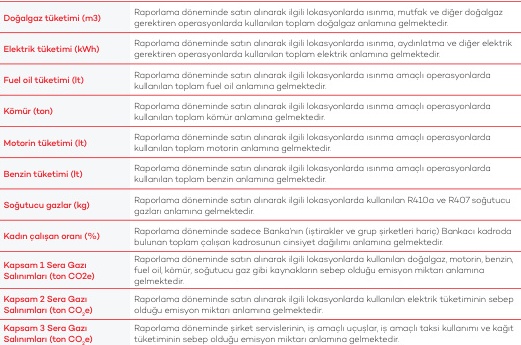 Doğalgaz tüketimi (m3)
Raporlama döneminde satın alınarak ilgili lokasyonlarda ısınma, mutfak ve diğer doğalgaz
gerektiren operasyonlarda kullanılan toplam doğalgaz anlamına gelmektedir.
Elektrik tüketimi (kWh)
Raporlama döneminde satın alınarak ilgili lokasyonlarda ısınma, aydınlatma ve diğer elektrik
gerektiren operasyonlarda kullanılan toplam elektrik anlamına gelmektedir.
Fuel oil tüketimi (lt)
Raporlama döneminde satın alınarak ilgili lokasyonlarda ısınma amaçlı operasyonlarda
kullanılan toplam fuel oil anlamına gelmektedir.
Kömür (ton)
Raporlama döneminde satın alınarak ilgili lokasyonlarda ısınma amaçlı operasyonlarda
kullanılan toplam kömür anlamına gelmektedir.
Motorin tüketimi (lt)
Raporlama döneminde satın alınarak ilgili lokasyonlarda ısınma amaçlı operasyonlarda
kullanılan toplam motorin anlamına gelmektedir.
Benzin tüketimi (lt)
Raporlama döneminde satın alınarak ilgili lokasyonlarda ısınma amaçlı operasyonlarda
kullanılan toplam benzin anlamına gelmektedir.
Soğutucu gazlar (kg)
Raporlama döneminde satın alınarak ilgili lokasyonlarda kullanılan R410a ve R407 soğutucu
gazları anlamına gelmektedir.
Kadın çalışan oranı (%)
Raporlama döneminde sadece Banka'nın (iştirakler ve grup şirketleri hariç) Bankacı kadroda
bulunan toplam çalışan kadrosunun cinsiyet dağılımı anlamına gelmektedir.
Kapsam 1 Sera Gazı
Salınımları (ton CO2e)
Raporlama döneminde satın alınarak ilgili lokasyonlarda kullanılan doğalgaz, motorin, benzin,
fuel oil, kömür, soğutucu gaz gibi kaynakların sebep olduğu emisyon miktarı anlamına
gelmektedir.
Kapsam 2 Sera Gazı
Salınımları (ton CO₂e)
Raporlama döneminde satın alınarak ilgili lokasyonlarda kullanılan elektrik tüketiminin sebep
olduğu emisyon miktarı anlamına gelmektedir.
Kapsam 3 Sera Gazı
Salınımları (ton CO₂e)
Raporlama döneminde şirket servislerinin, iş amaçlı uçuşlar, iş amaçlı taksi kullanımı ve kağıt
tüketiminin sebep olduğu emisyon miktarı anlamına gelmektedir.